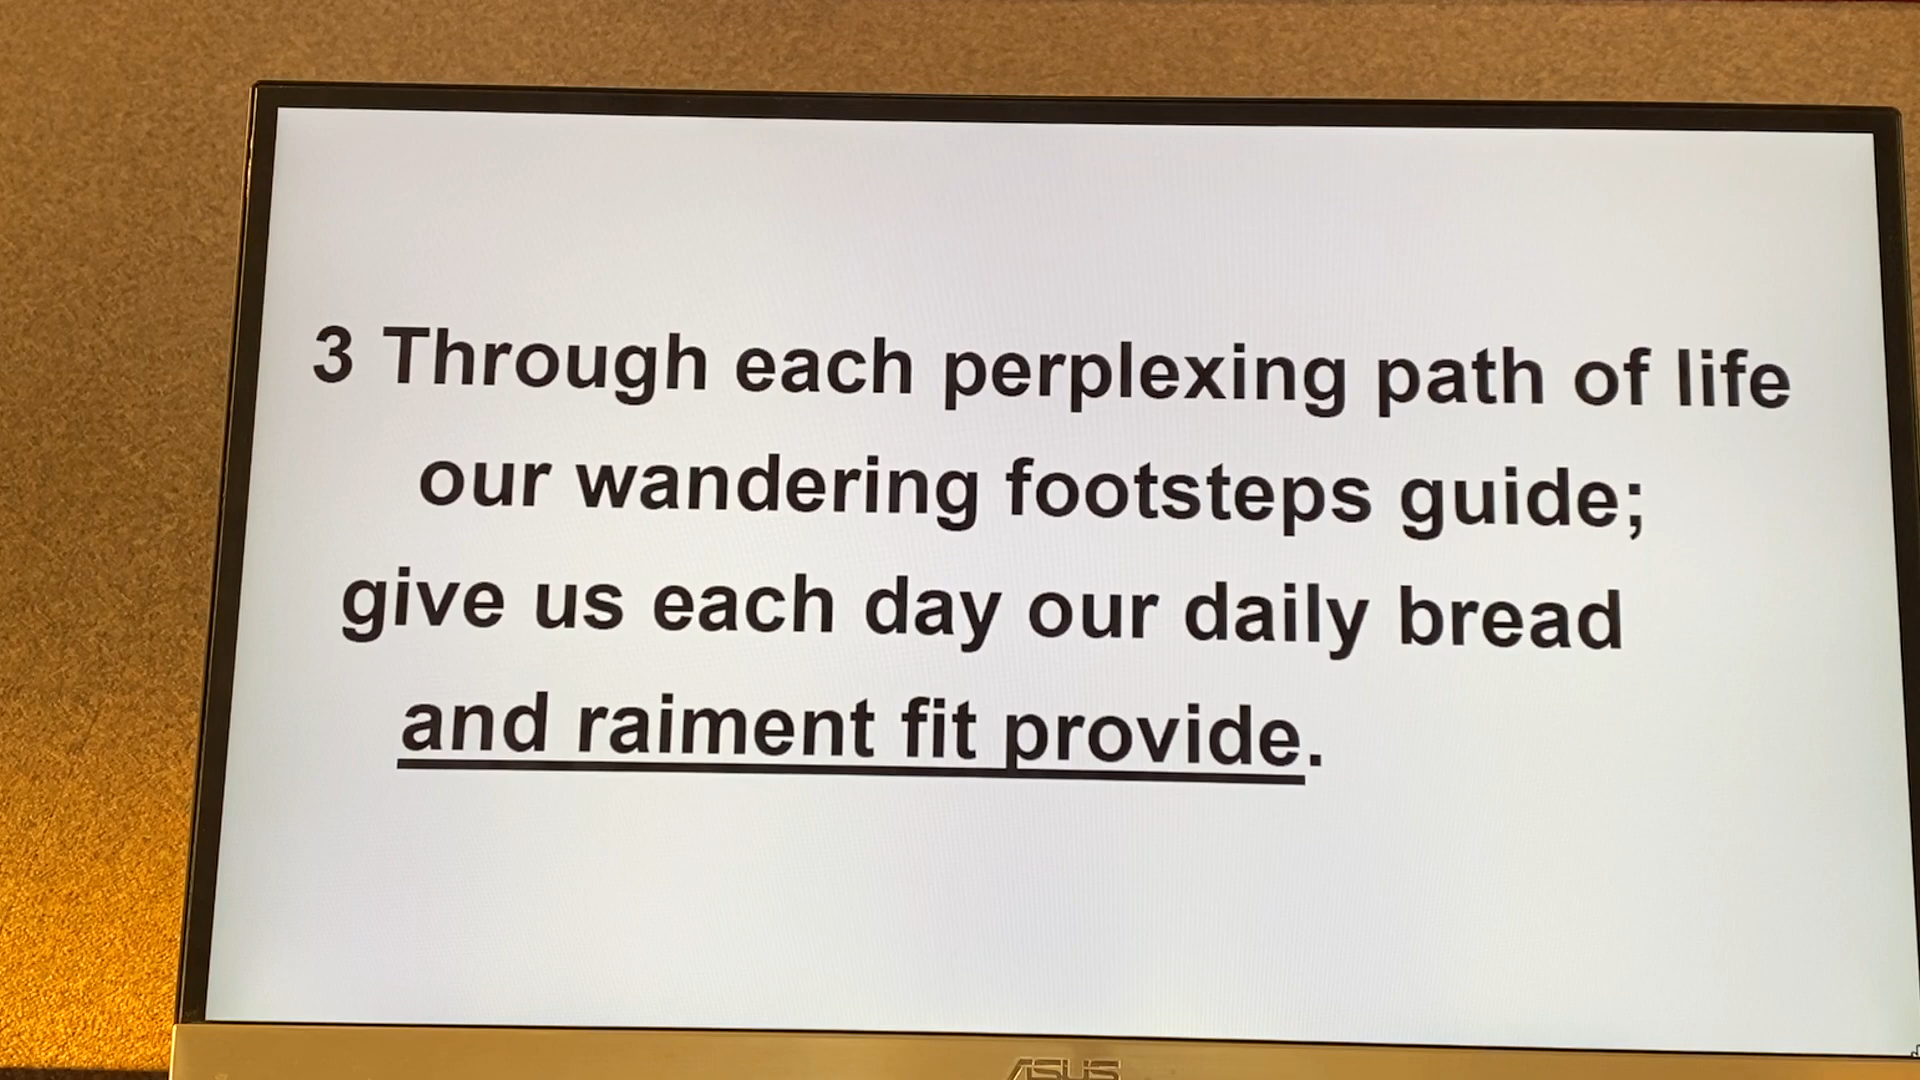 3 Through each perplexing path of life
our wandering footsteps guide;
give us each day our daily bread
and raiment fit provide.
ASUS